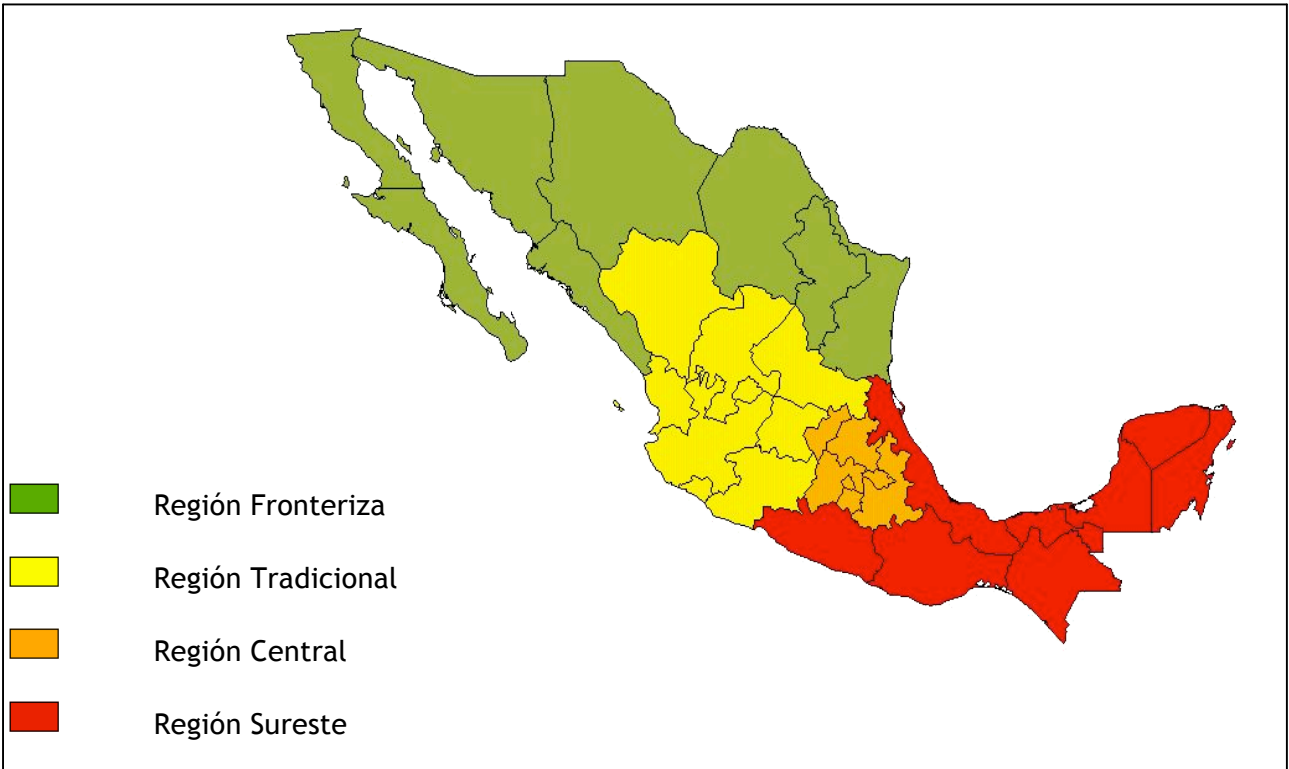 Región Fronteriza
Región Tradicional
Región Central
Región Sureste